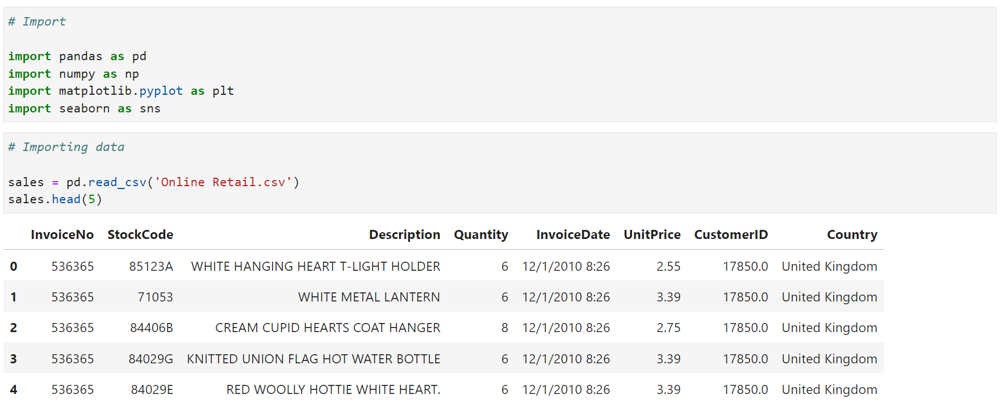 # Import
import pandas as pd
import numpy as np
import matplotlib.pyplot as plt
import seaborn as sns
# Importing data
sales = pd.read_csv('Online Retail.csv')
sales.head(5)
InvoiceNo StockCode Description Quantity InvoiceDate UnitPrice CustomerID Country
0 536365 85123A WHITE HANGING HEART T-LIGHT HOLDER 6 12/1/2010 8:26 2.55 17850.0 United Kingdom
1 536365 71053 WHITE METAL LANTERN 6 12/1/2010 8:26 3.39 17850.0 United Kingdom
2 536365 84406B CREAM CUPID HEARTS COAT HANGER 8 12/1/2010 8:26 2.75 17850.0 United Kingdom
3 536365 84029G KNITTED UNION FLAG HOT WATER BOTTLE 6 12/1/2010 8:26 3.39 17850.0 United Kingdom
4 536365 84029E RED WOOLLY HOTTIE WHITE HEART. 6 12/1/2010 8:26 3.39 17850.0 United Kingdom